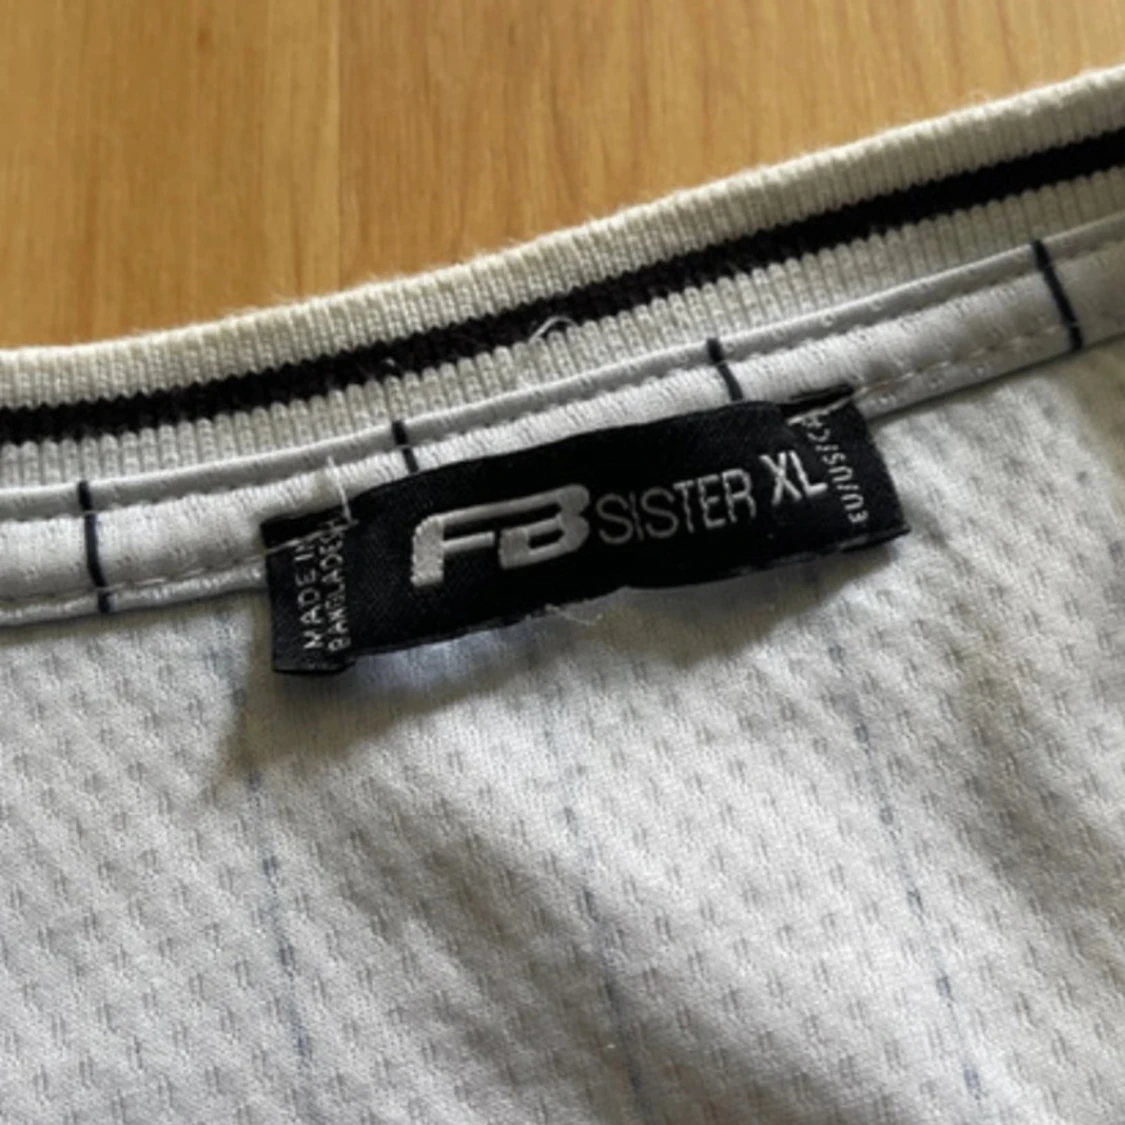 MADE IN
BANGLADESH
FB SISTER XL
EU/US/CA